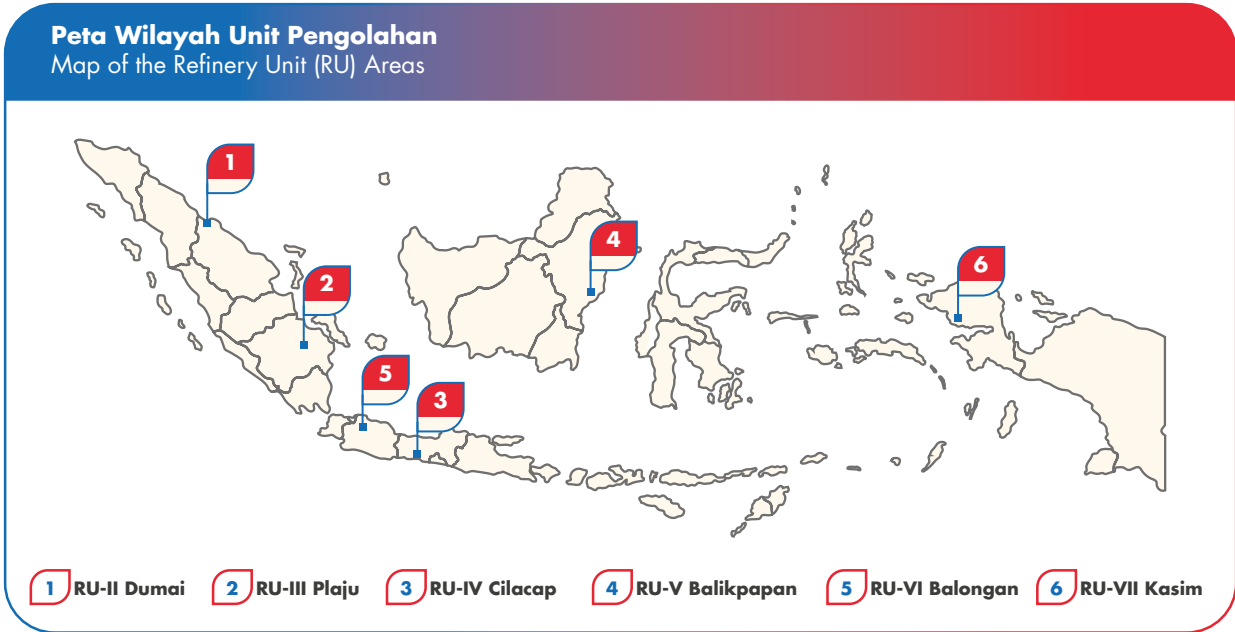 Peta Wilayah Unit Pengolahan
Map of the Refinery Unit (RU) Areas
1
2
3
4
5
6
1 RU-II Dumai
2 RU-III Plaju
3 RU-IV Cilacap
4 RU-V Balikpapan
5 RU-VI Balongan
6 RU-VII Kasim